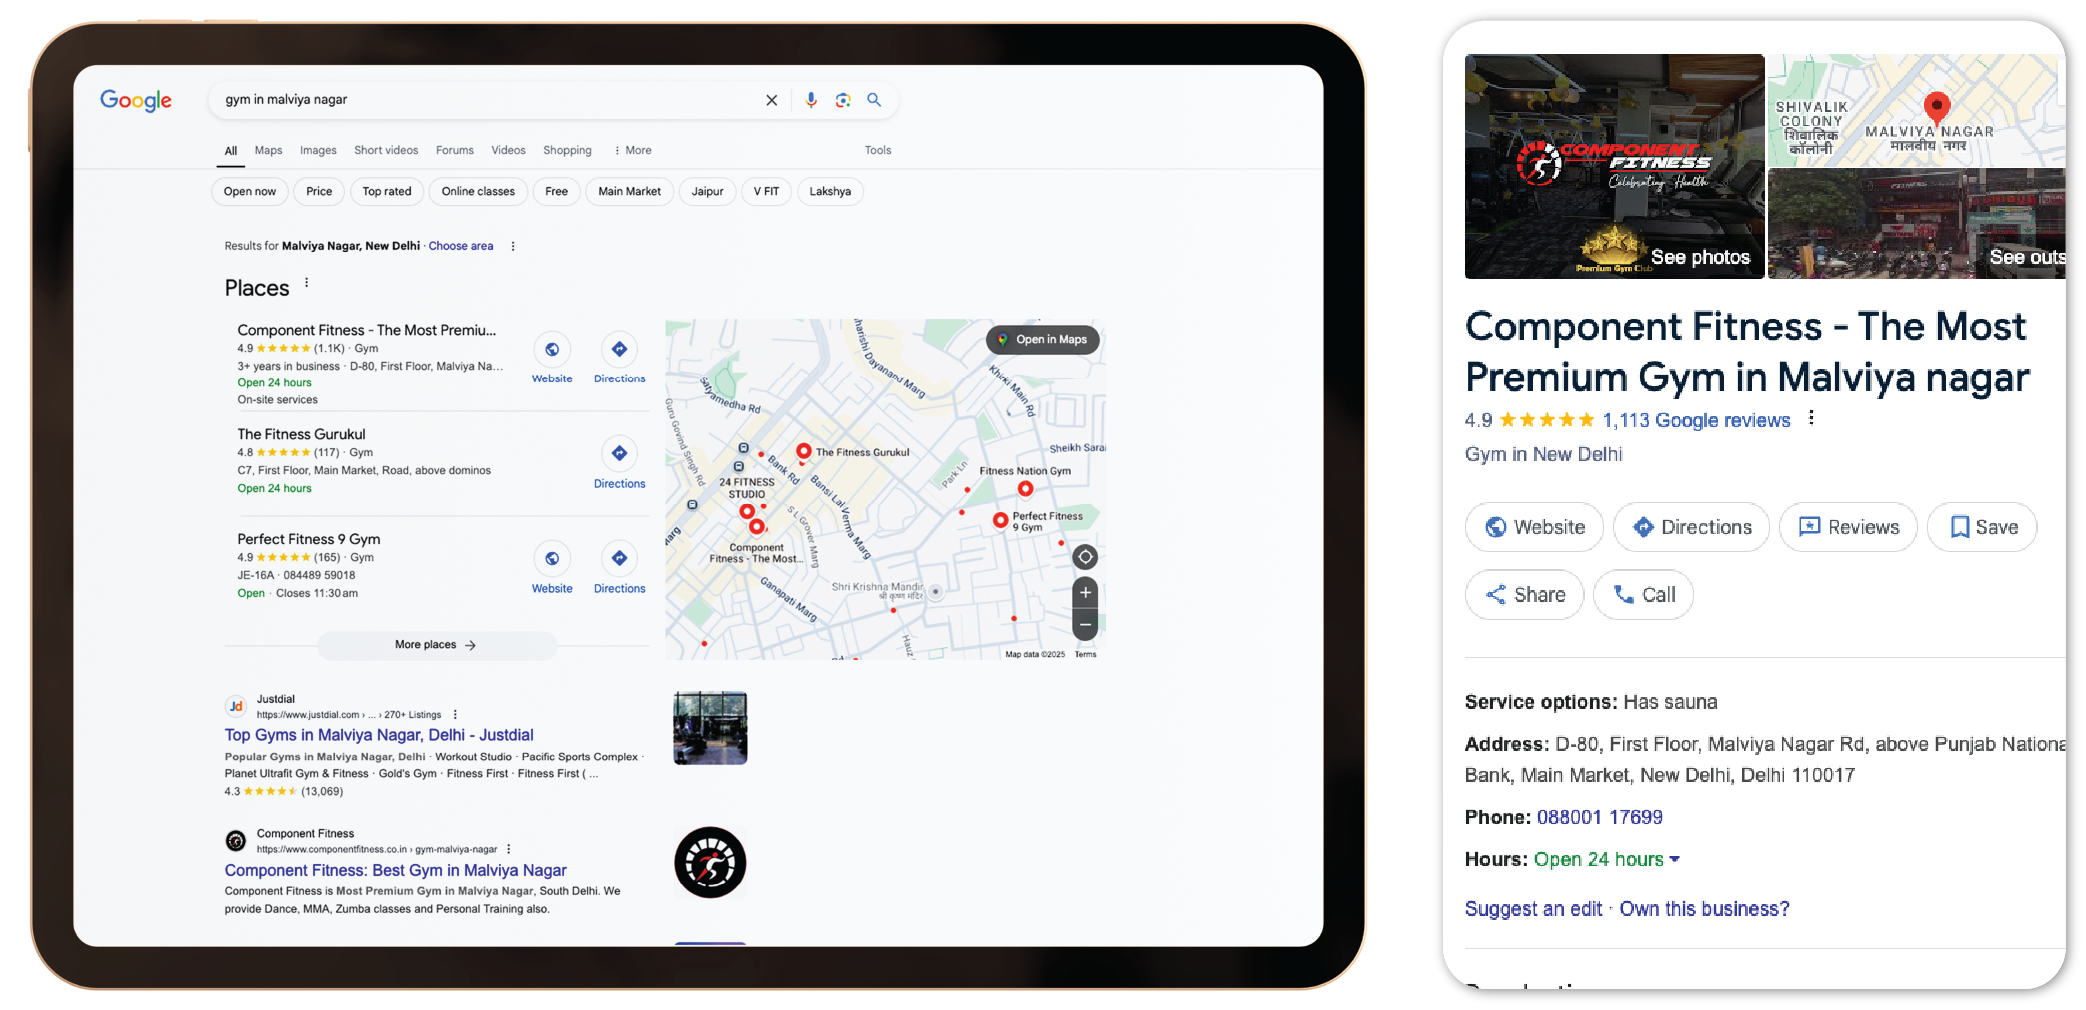 Google
gym in malviya nagar
All Maps Images Short videos Forums Videos Shopping More Tools
Open now Price Top rated Online classes Free Main Market Jaipur V FIT Lakshya
Results for Malviya Nagar, New Delhi · Choose area
Places
Component Fitness - The Most Premiu...
4.9 (1.1K) · Gym
3+ years in business · D-80, First Floor, Malviya Na...
Open 24 hours
On-site services
Website Directions
The Fitness Gurukul
4.8 (117) · Gym
C7, First Floor, Main Market, Road, above dominos
Open 24 hours
Directions
Perfect Fitness 9 Gym
4.9 (165) · Gym
JE-16A · 084489 59018
Open · Closes 11:30 am
Website Directions
More places
Open in Maps
Maharishi Dayanand Marg
Khirki Main Rd
Satyamedha Rd
Guru Govind Singh Rd
Sheikh Sarai
The Fitness Gurukul
Bank Rd
Park Ln
Fitness Nation Gym
24 FITNESS
STUDIO
Bansi Lal Verma Marg
S L Grover Marg
Perfect Fitness
9 Gym
Marg
Component
Fitness - The Most...
Ganapati Marg
Shri Krishna Mandir
श्री कृष्ण मंदिर
Hauz
Map data ©2025 Terms
Justdial
https://www.justdial.com › ... › 270+ Listings
Top Gyms in Malviya Nagar, Delhi - Justdial
Popular Gyms in Malviya Nagar, Delhi · Workout Studio · Pacific Sports Complex ·
Planet Ultrafit Gym & Fitness · Gold's Gym · Fitness First · Fitness First ( ...
4.3 (13,069)
Jd
Component Fitness
https://www.componentfitness.co.in › gym-malviya-nagar
Component Fitness: Best Gym in Malviya Nagar
Component Fitness is Most Premium Gym in Malviya Nagar, South Delhi. We
provide Dance, MMA, Zumba classes and Personal Training also.
COMPONENT
FITNESS
Celebrating Health
Premium Gym Club
See photos
SHIVALIK
COLONY
शिवालिक
कॉलोनी
MALVIYA NAGAR
मालवीय नगर
See outs
Component Fitness - The Most
Premium Gym in Malviya nagar
4.9 1,113 Google reviews
Gym in New Delhi
Website Directions Reviews Save
Share Call
Service options: Has sauna
Address: D-80, First Floor, Malviya Nagar Rd, above Punjab Nationa
Bank, Main Market, New Delhi, Delhi 110017
Phone: 088001 17699
Hours: Open 24 hours
Suggest an edit · Own this business?